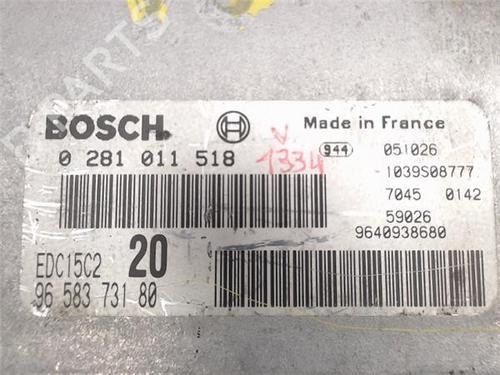 BOSCH
Made in France
0 281 011 518
1334
944 051026
1039S08777
7045 0142
59026
9640938680
EDC15C2 20
96 583 731 80